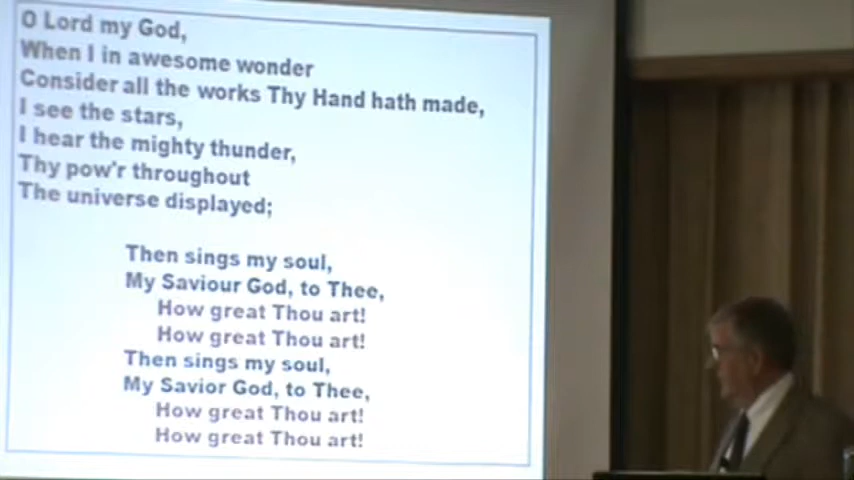 O Lord my God,
When I in awesome wonder
Consider all the works Thy Hand hath made,
I see the stars,
I hear the mighty thunder,
Thy pow'r throughout
The universe displayed;
Then sings my soul,
My Saviour God, to Thee,
How great Thou art!
How great Thou art!
Then sings my soul,
My Savior God, to Thee,
How great Thou art!
How great Thou art!